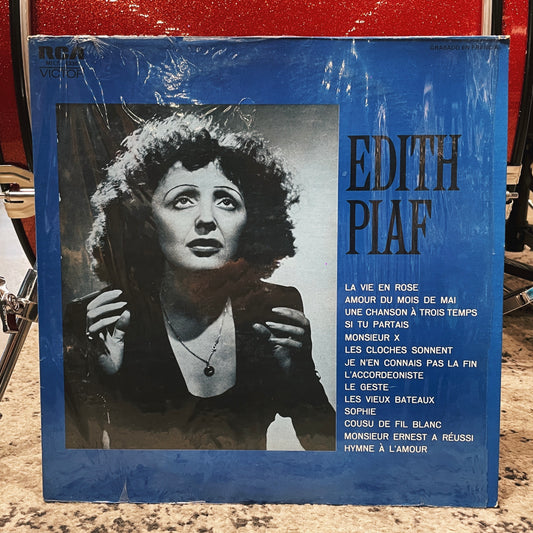 RCA
VICTOR
GRABADO EN FRANCIA
EDITH
PIAF
LA VIE EN ROSE
AMOUR DU MOIS DE MAI
UNE CHANSON À TROIS TEMPS
SI TU PARTAIS
MONSIEUR X
LES CLOCHES SONNENT
JE N'EN CONNAIS PAS LA FIN
L'ACCORDEONISTE
LE GESTE
LES VIEUX BATEAUX
SOPHIE
COUSU DE FIL BLANC
MONSIEUR ERNEST A RÉUSSI
HYMNE À L'AMOUR